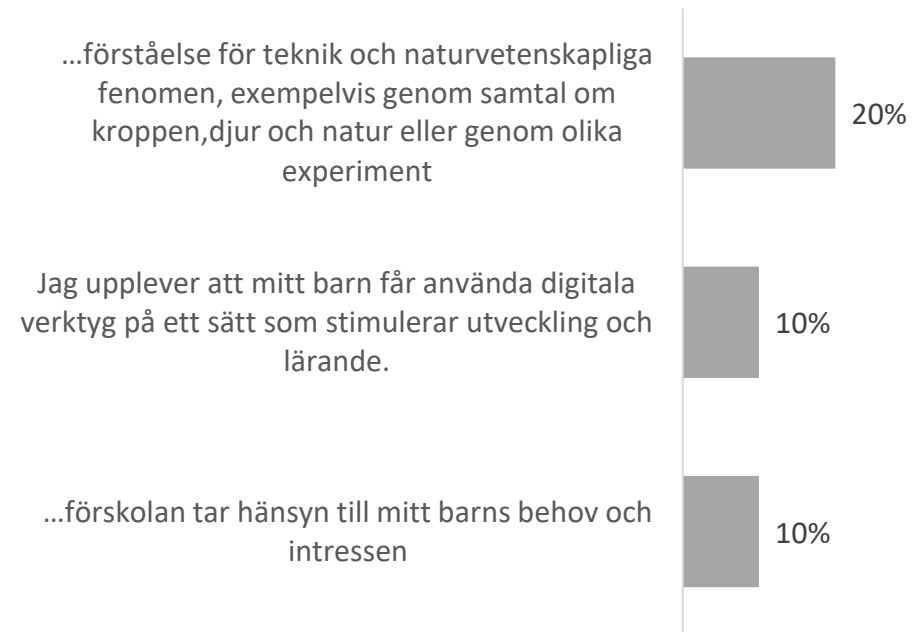 …förståelse för teknik och naturvetenskapliga
fenomen, exempelvis genom samtal om
kroppen,djur och natur eller genom olika
experiment
20%
Jag upplever att mitt barn får använda digitala
verktyg på ett sätt som stimulerar utveckling och
lärande.
10%
…förskolan tar hänsyn till mitt barns behov och
intressen
10%